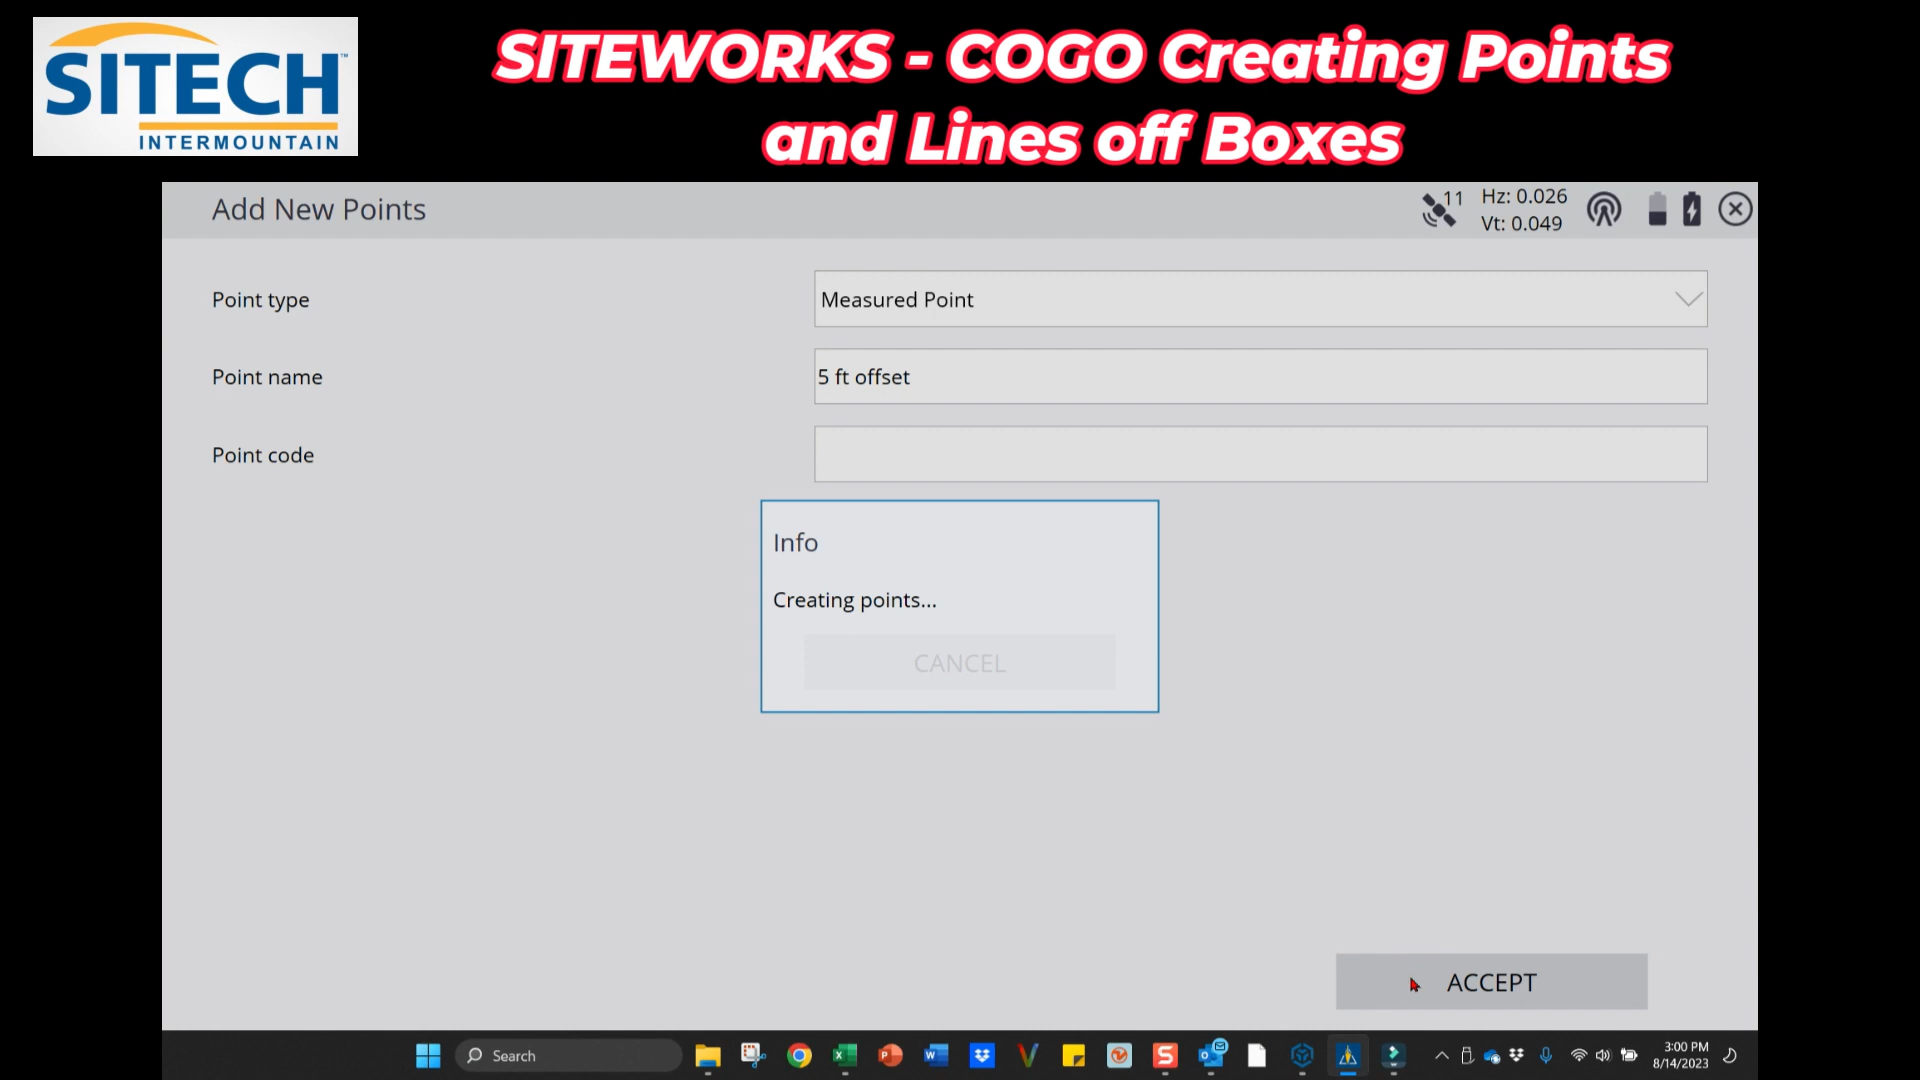 SITECH™
INTERMOUNTAIN
SITEWORKS - COGO Creating Points
and Lines off Boxes
Add New Points
11
Hz: 0.026
Vt: 0.049
Point type
Measured Point
Point name
5 ft offset
Point code
Info
Creating points...
CANCEL
ACCEPT
Search
3:00 PM
8/14/2023